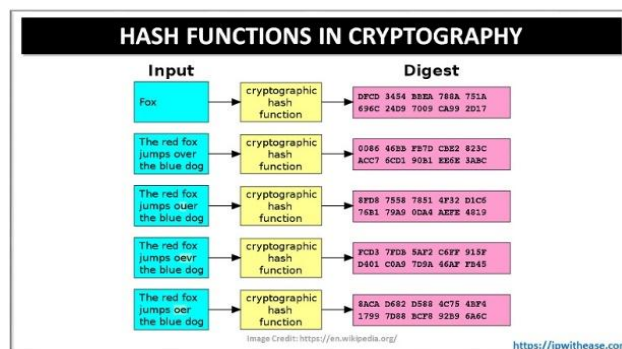 HASH FUNCTIONS IN CRYPTOGRAPHY
Input
Digest
Fox
cryptographic
hash
function
DFCD 3454 BBEA 788A 751A
696C 24D9 7009 CA99 2D17
The red fox
jumps over
the blue dog
cryptographic
hash
function
0086 46BB FB7D CBE2 823C
ACC7 6CD1 90B1 EE6E 3ABC
The red fox
jumps ouer
the blue dog
cryptographic
hash
function
8FD8 7558 7851 4F32 D1C6
76B1 79A9 0DA4 AEFE 4819
The red fox
jumps oevr
the blue dog
cryptographic
hash
function
FCD3 7FDB 5AF2 C6FF 915F
D401 C0A9 7D9A 46AF FB45
The red fox
jumps oer
the blue dog
cryptographic
hash
function
8ACA D682 D588 4C75 4BF4
1799 7D88 BCF8 92B9 6A6C
Image Credit: https://en.wikipedia.org/
https://ipwithease.com